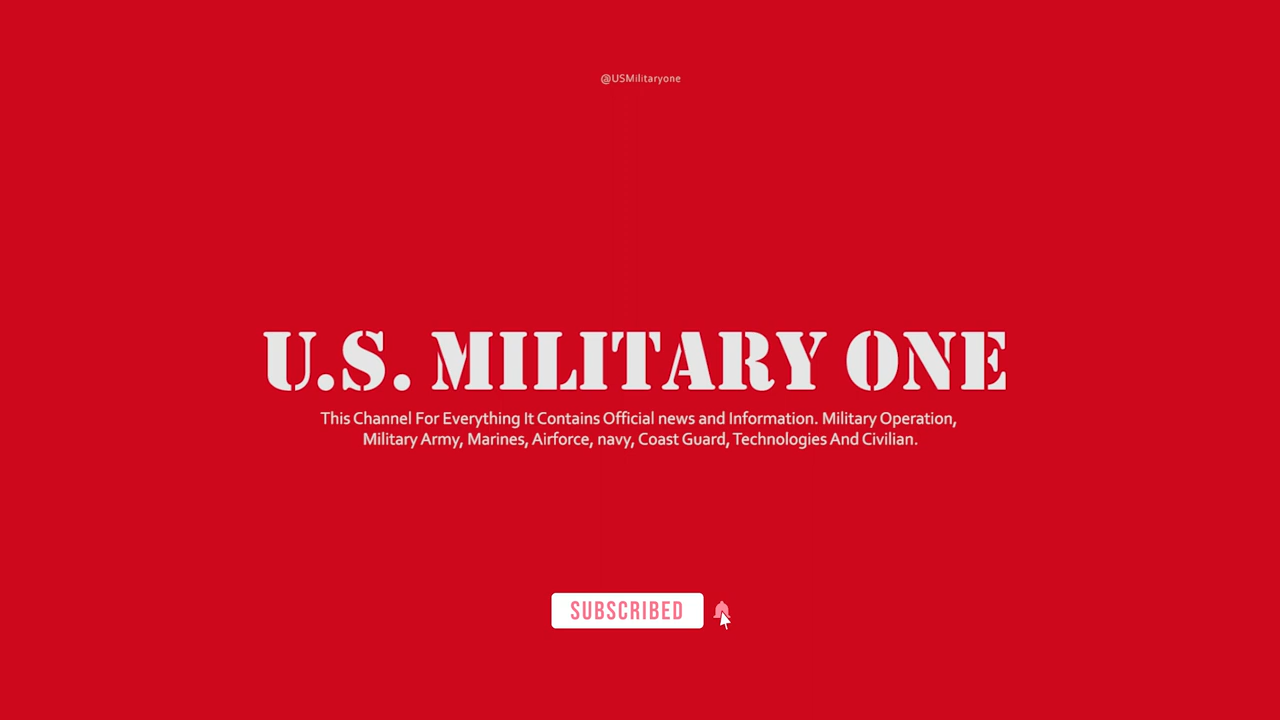 @USMilitaryone
U.S. MILITARY ONE
This Channel For Everything It Contains Official news and Information. Military Operation,
Military Army, Marines, Airforce, navy, Coast Guard, Technologies And Civilian.
SUBSCRIBED